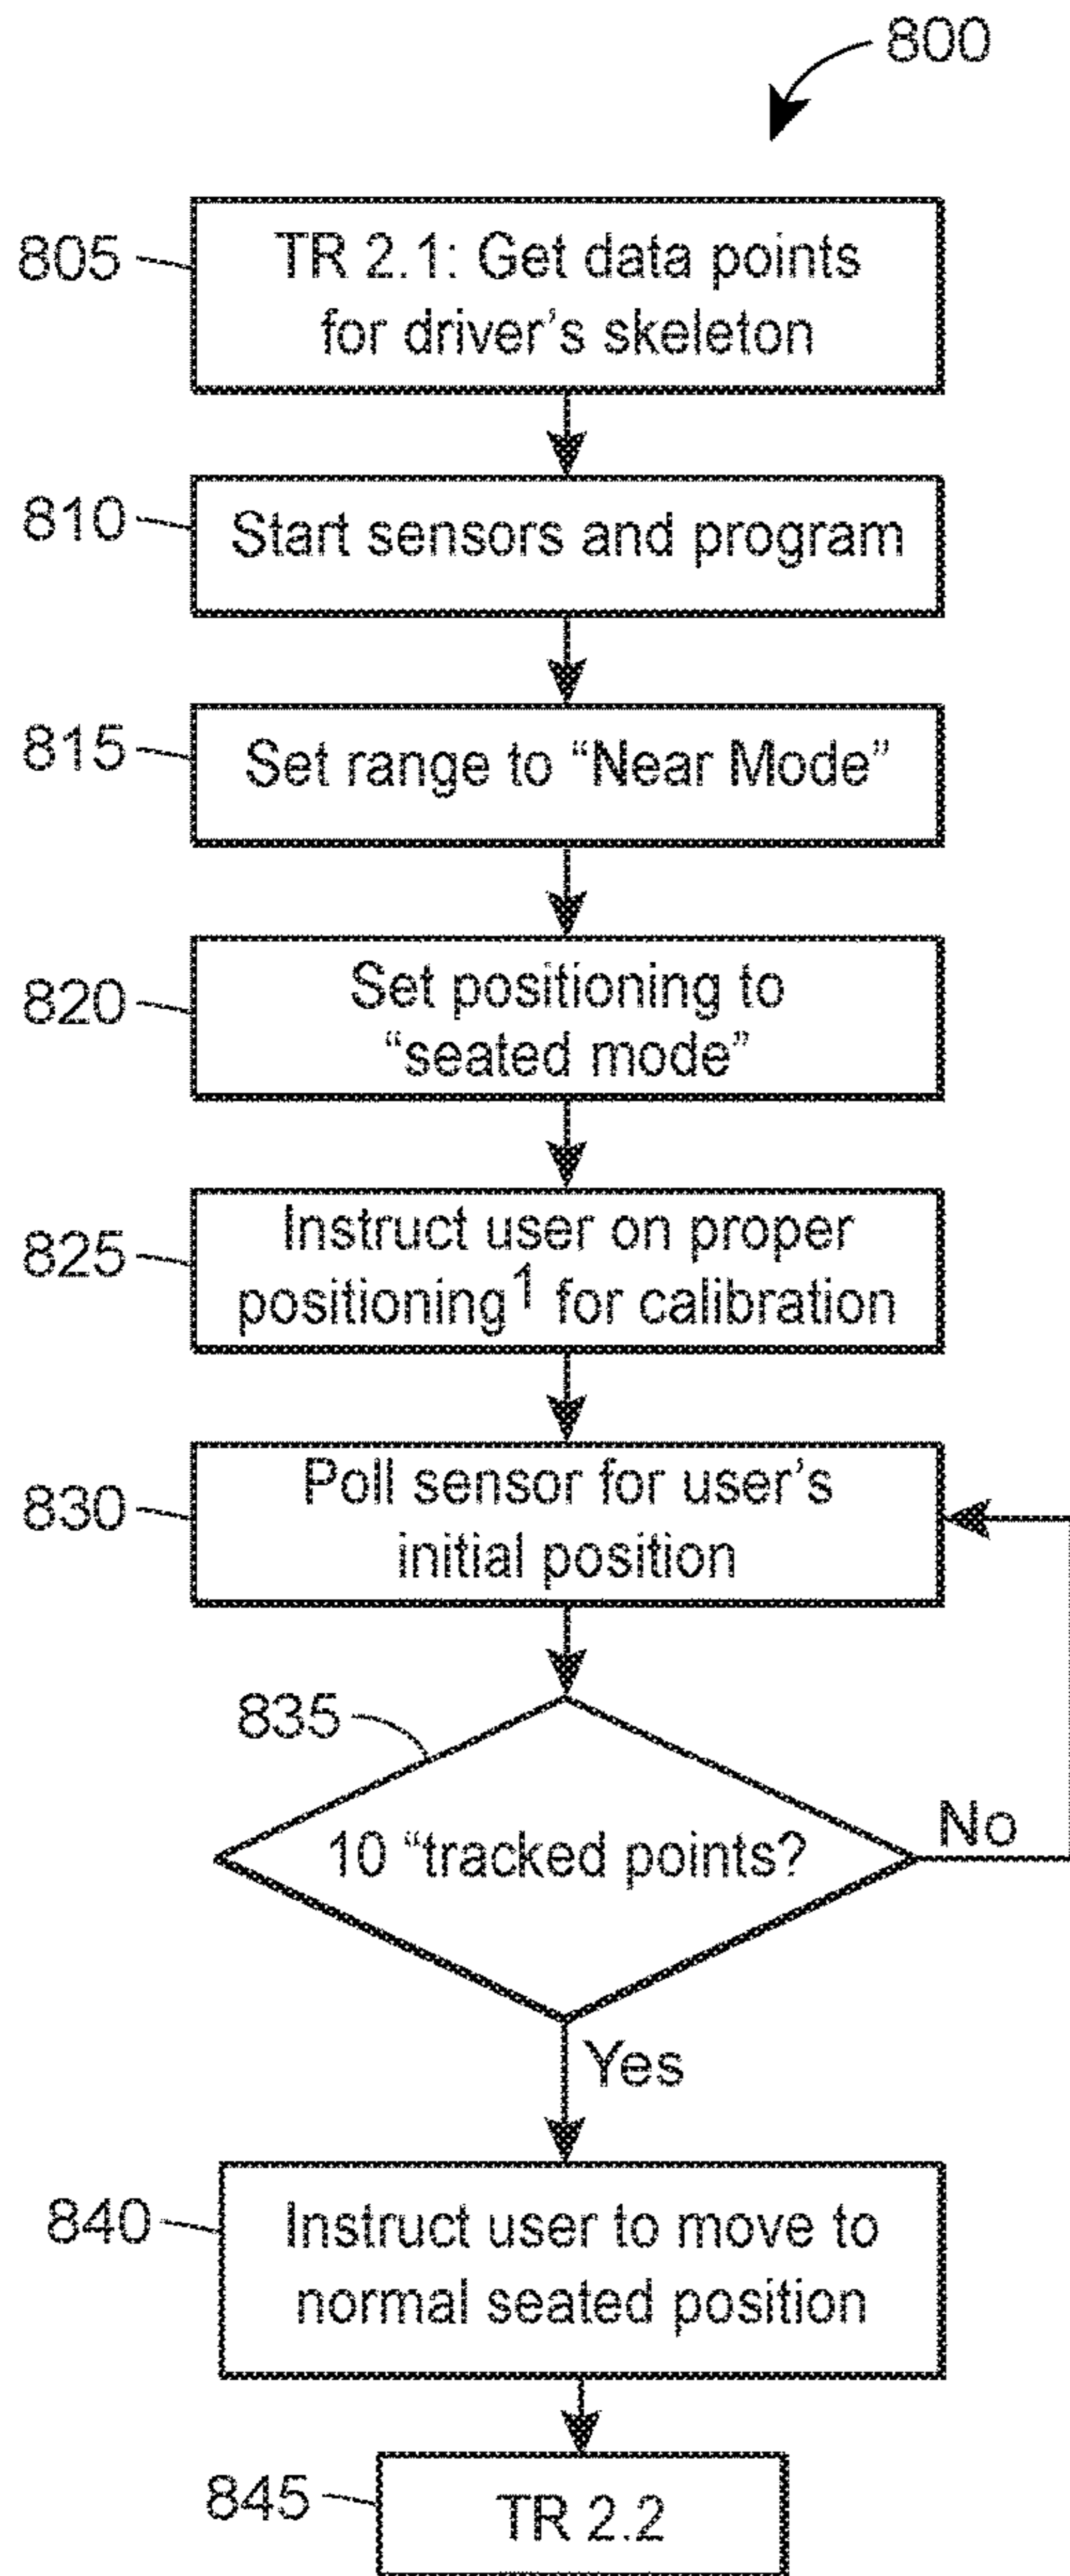 800
805
TR 2.1: Get data points
for driver's skeleton
810
Start sensors and program
815
Set range to “Near Mode”
820
Set positioning to
“seated mode”
825
Instruct user on proper
positioning¹ for calibration
830
Poll sensor for user's
initial position
835
10 “tracked points?
No
Yes
840
Instruct user to move to
normal seated position
845
TR 2.2